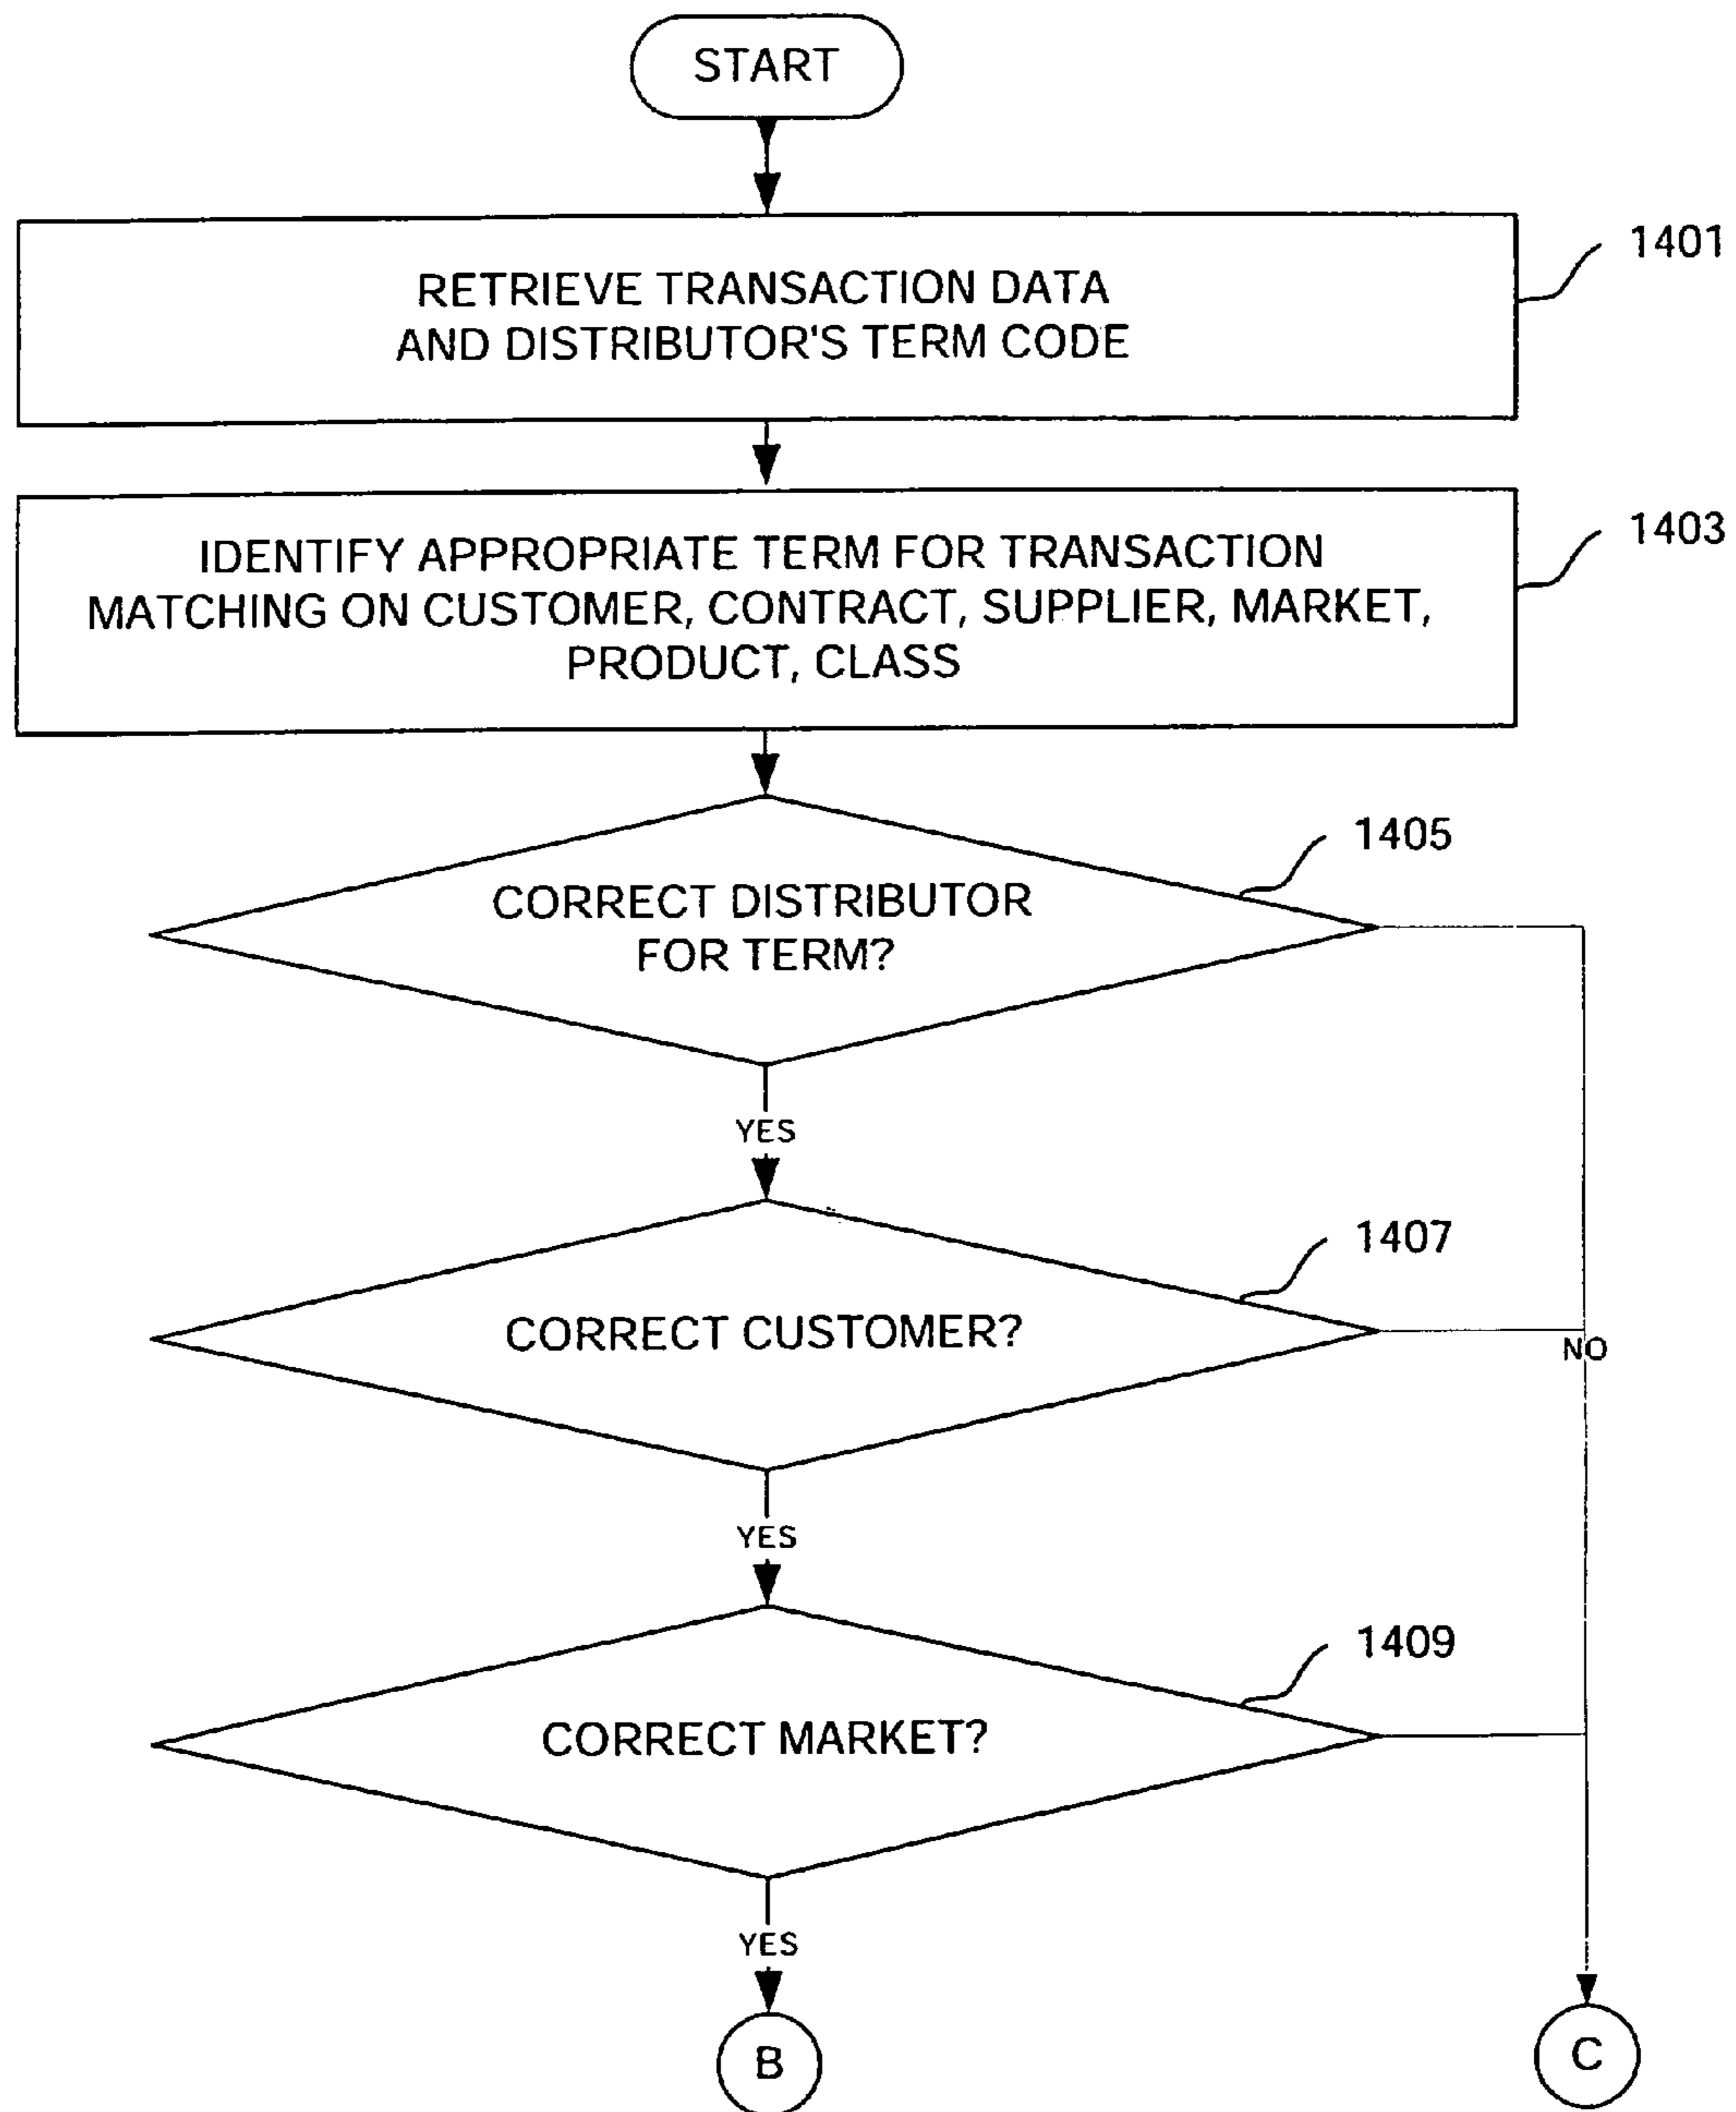 START
1401
RETRIEVE TRANSACTION DATA
AND DISTRIBUTOR'S TERM CODE
1403
IDENTIFY APPROPRIATE TERM FOR TRANSACTION
MATCHING ON CUSTOMER, CONTRACT, SUPPLIER, MARKET,
PRODUCT, CLASS
1405
CORRECT DISTRIBUTOR
FOR TERM?
YES
1407
CORRECT CUSTOMER?
NO
YES
1409
CORRECT MARKET?
YES
B
C